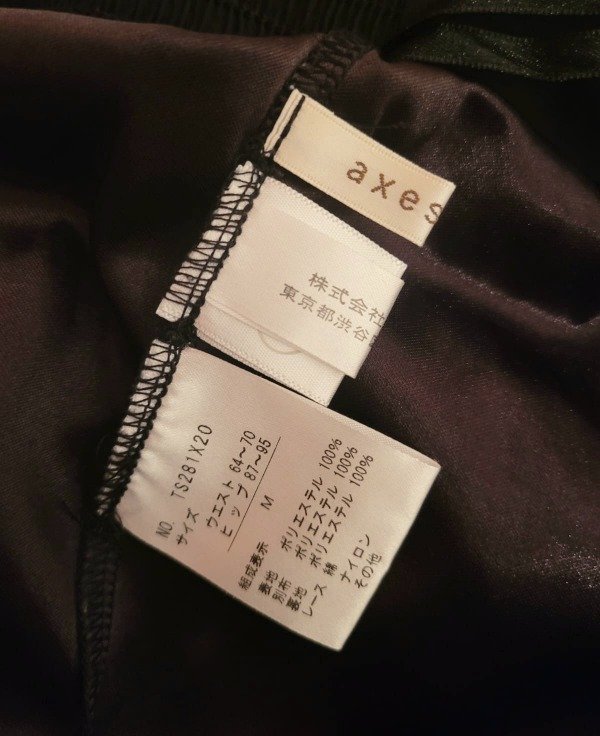 axes
株式会社
東京都渋谷
NO. TS281X20
サイズ
ウエスト 64〜70
ヒップ 87〜95
M
組成表示
表地 ポリエステル 100%
別布 ポリエステル 100%
裏地 ポリエステル 100%
レース 綿
ナイロン
その他